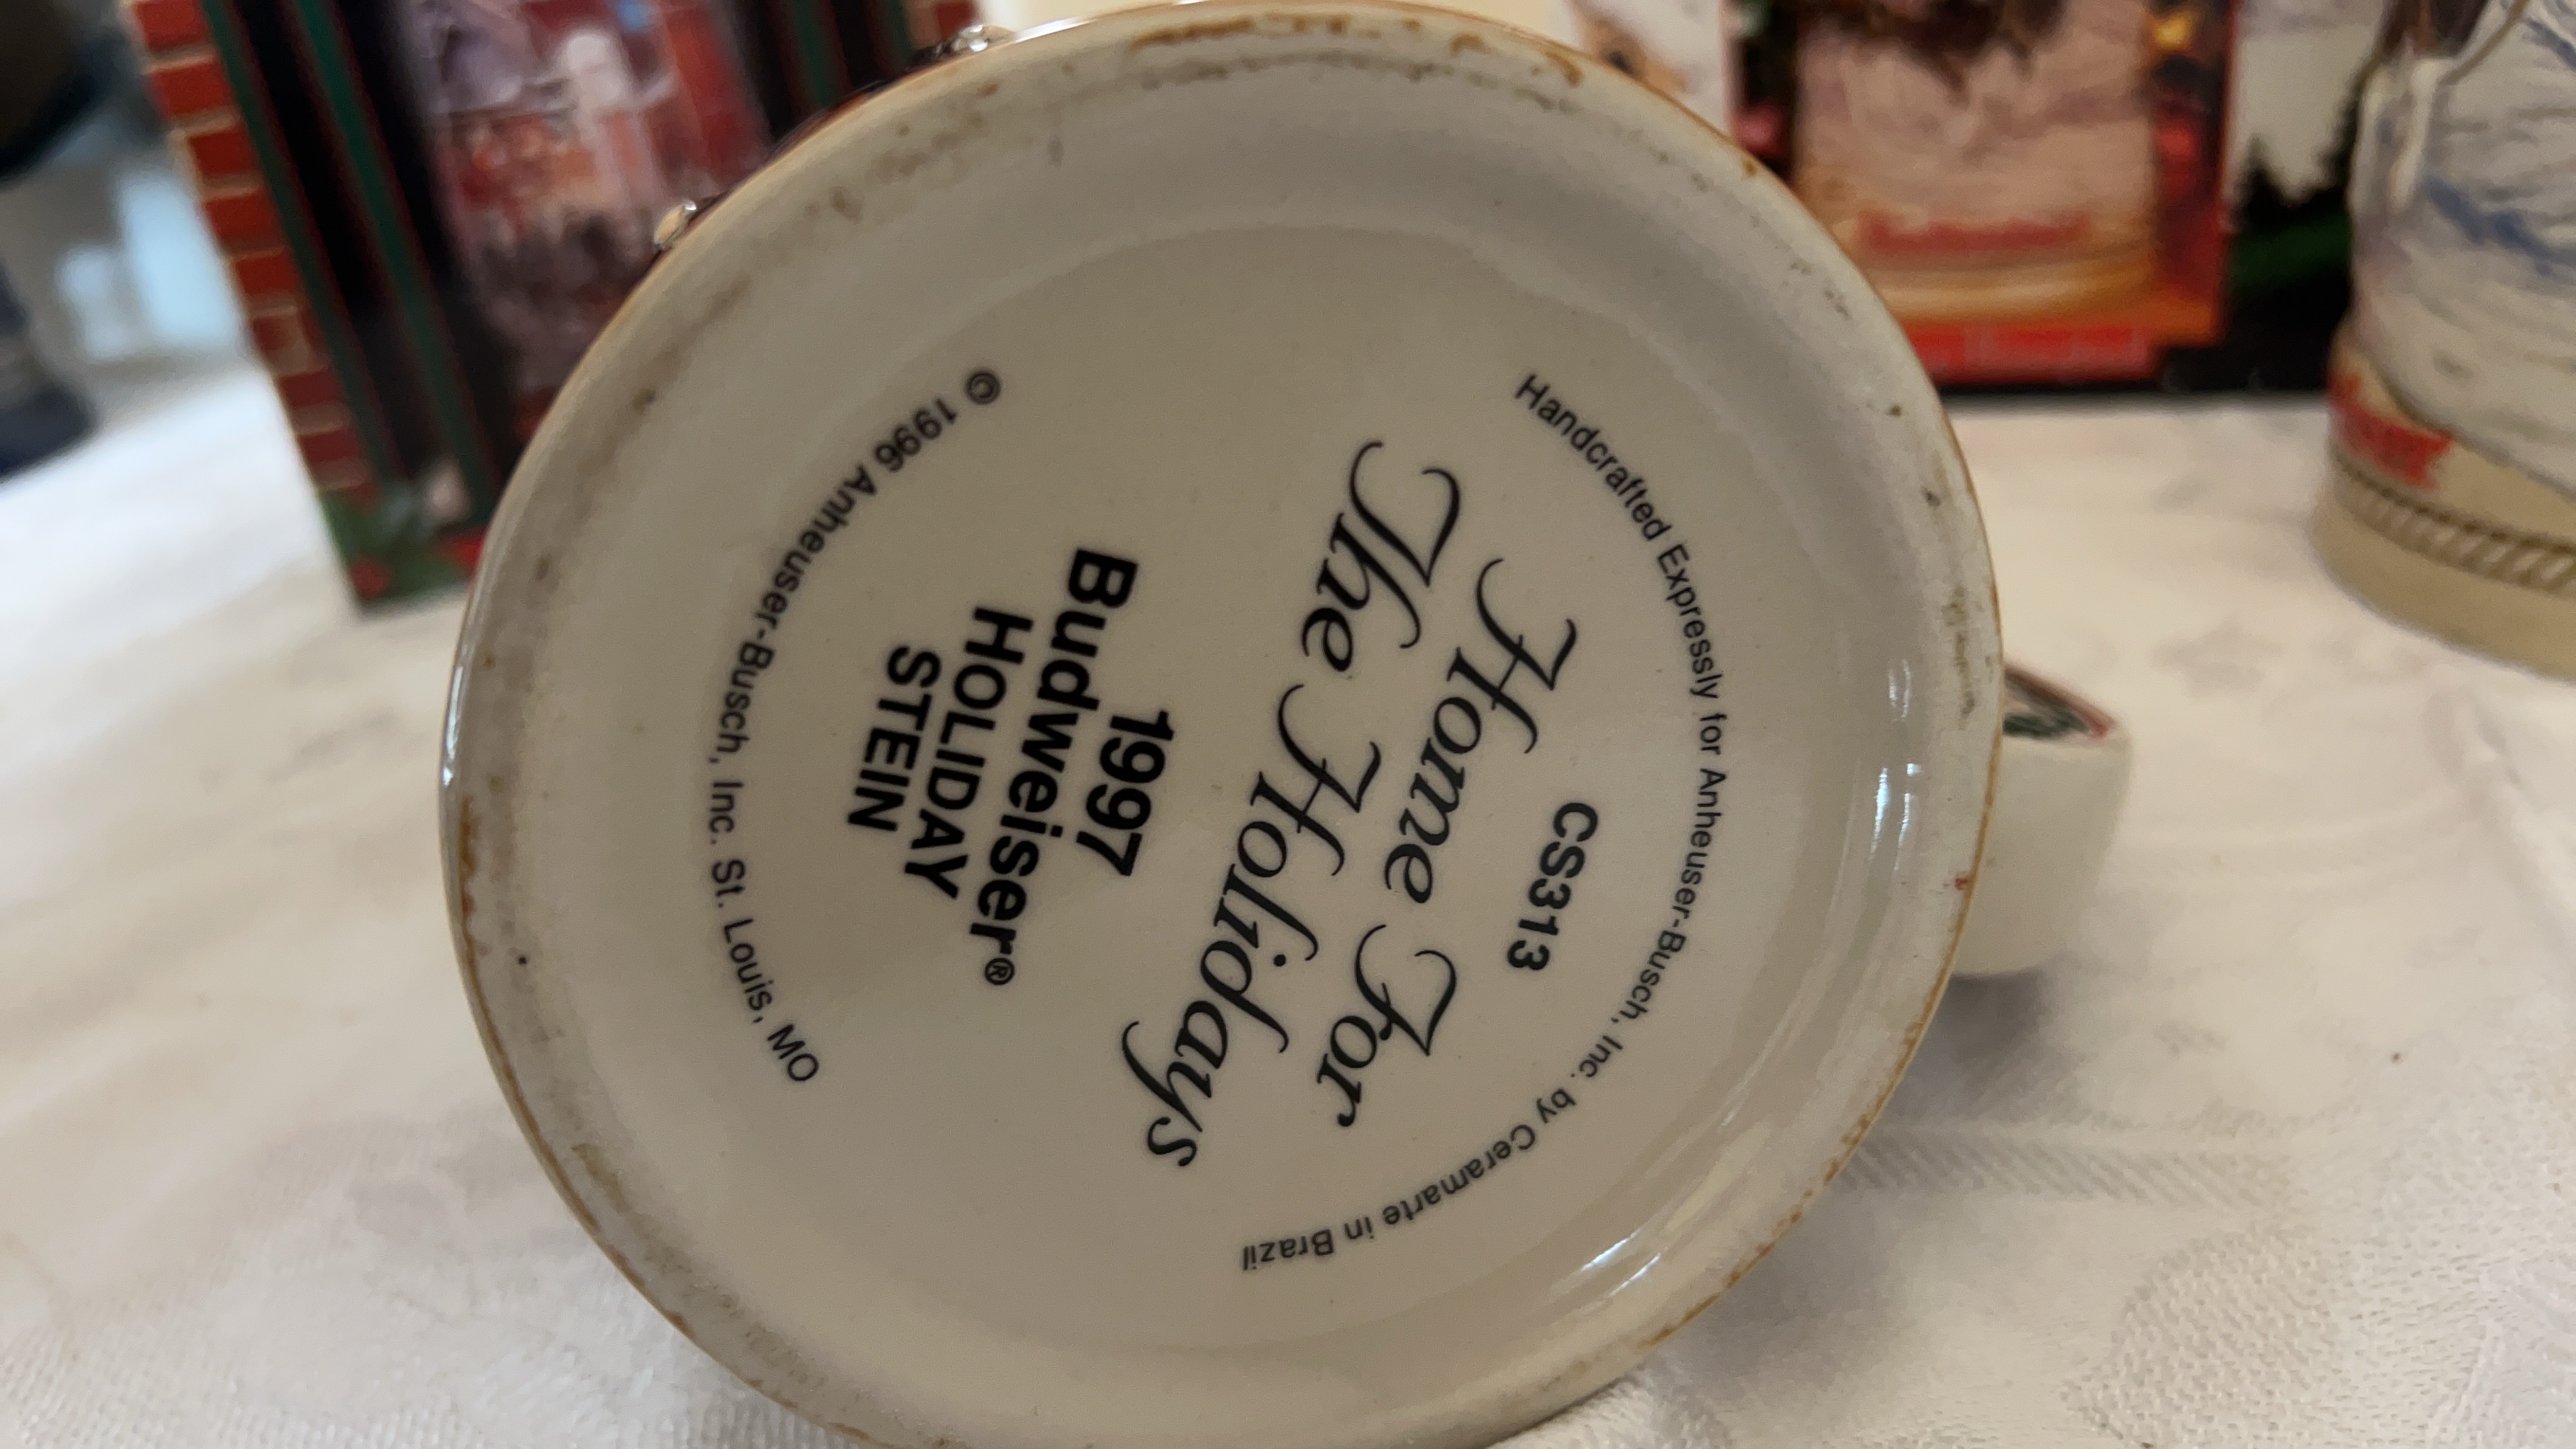 Handcrafted Expressly for Anheuser-Busch, Inc. by Ceramarte in Brazil
CS313
Home For
The Holidays
1997
Budweiser®
HOLIDAY
STEIN
© 1996 Anheuser-Busch, Inc. St. Louis, MO